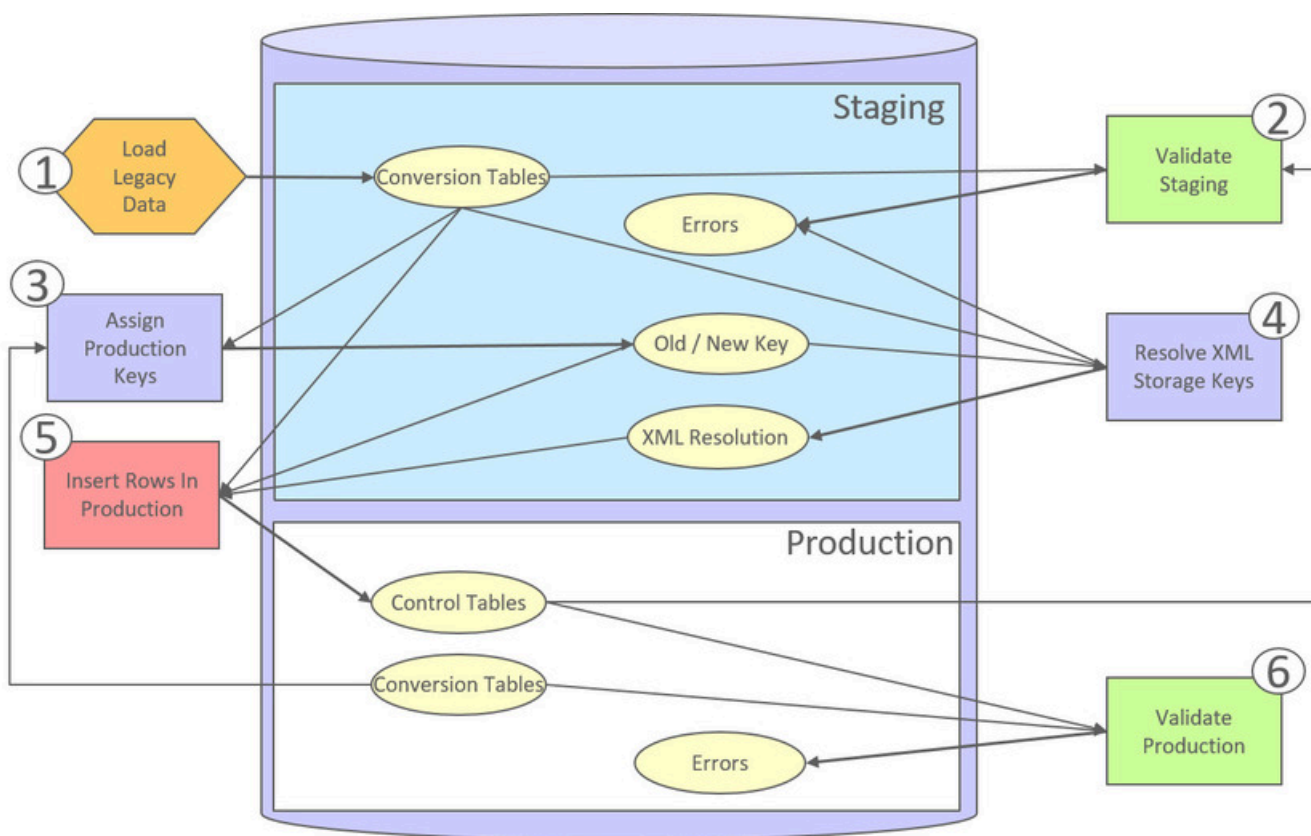 Staging
1
Load
Legacy
Data
Conversion Tables
2
Validate
Staging
Errors
3
Assign
Production
Keys
Old / New Key
4
Resolve XML
Storage Keys
XML Resolution
5
Insert Rows In
Production
Production
Control Tables
Conversion Tables
6
Validate
Production
Errors